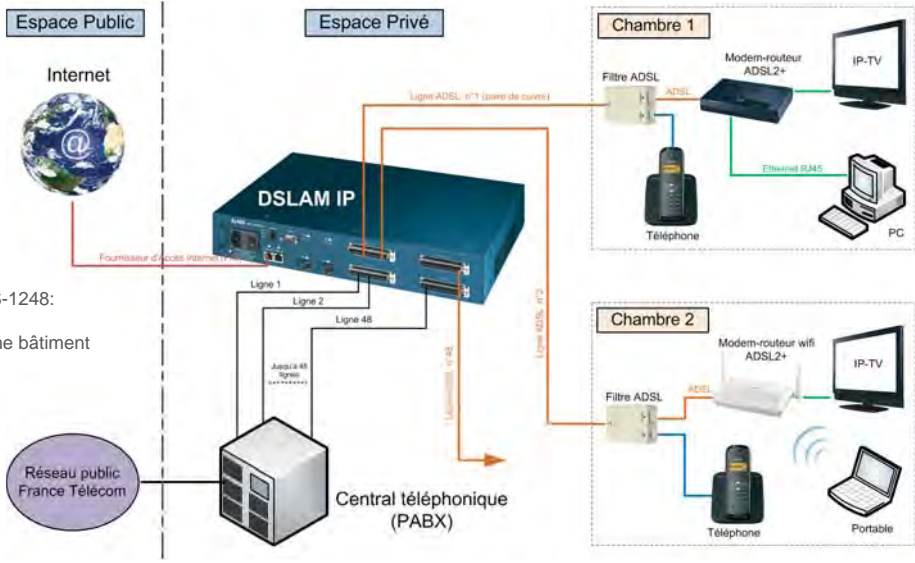 Espace Public
Espace Privé
Internet
@
DSLAM IP
Fournisseur d'Accès Internet
-1248:
ne bâtiment
Ligne 1
Ligne 2
Ligne 48
Jusqu'à 48
lignes
Réseau public
France Télécom
Central téléphonique
(PABX)
Ligne ADSL n°1 (paire de cuivre)
Ligne ADSL n°2
Ligne ADSL n°48
Chambre 1
Filtre ADSL
ADSL
Modem-routeur
ADSL2+
IP-TV
Ethernet RJ45
Téléphone
PC
Chambre 2
Filtre ADSL
ADSL
Modem-routeur wifi
ADSL2+
IP-TV
Téléphone
Portable